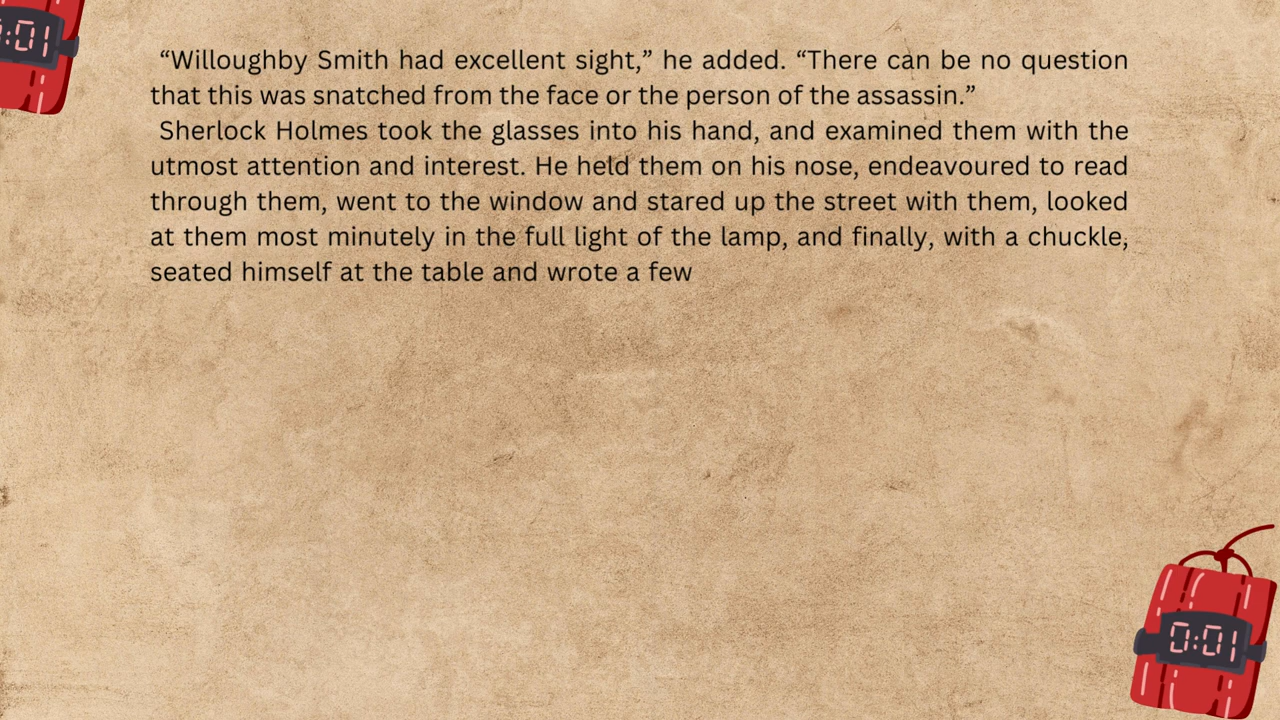 0:01
“Willoughby Smith had excellent sight,” he added. “There can be no question
that this was snatched from the face or the person of the assassin.”
Sherlock Holmes took the glasses into his hand, and examined them with the
utmost attention and interest. He held them on his nose, endeavoured to read
through them, went to the window and stared up the street with them, looked
at them most minutely in the full light of the lamp, and finally, with a chuckle,
seated himself at the table and wrote a few
0:01